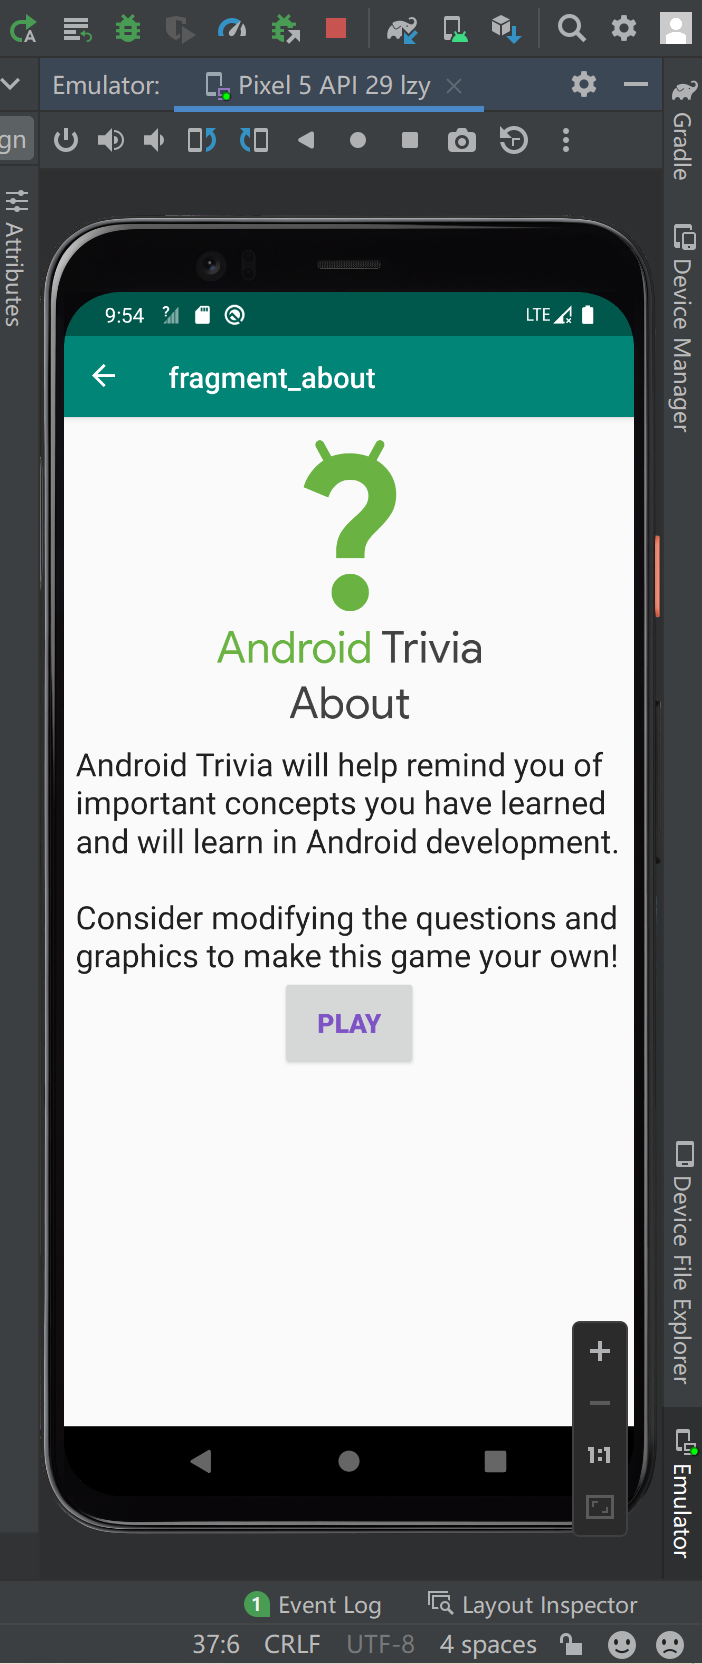 Emulator:
Pixel 5 API 29 lzy
gn
Attributes
Gradle
Device Manager
9:54
LTE
fragment_about
Android Trivia
About
Android Trivia will help remind you of
important concepts you have learned
and will learn in Android development.
Consider modifying the questions and
graphics to make this game your own!
PLAY
1:1
Device File Explorer
Emulator
1 Event Log
Layout Inspector
37:6 CRLF UTF-8 4 spaces